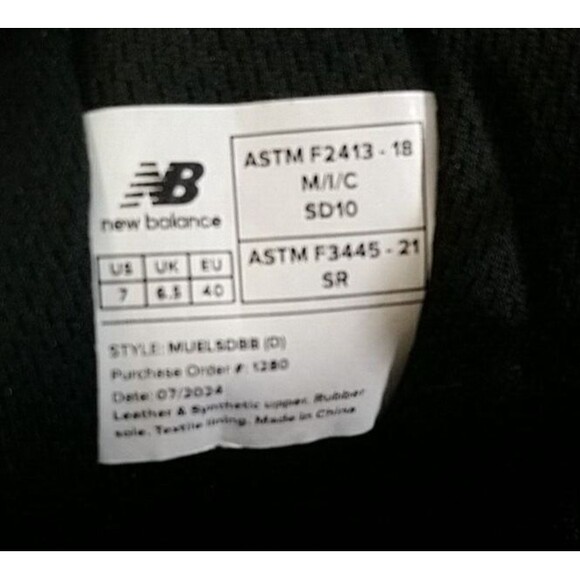 NB
new balance
ASTM F2413 - 18
M/I/C
SD10
ASTM F3445 - 21
SR
US UK EU
7 6.5 40
STYLE: MUELSDBB (D)
Purchase Order #: 1280
Date: 07/2024
Leather & Synthetic upper. Rubber
sole. Textile lining. Made in China